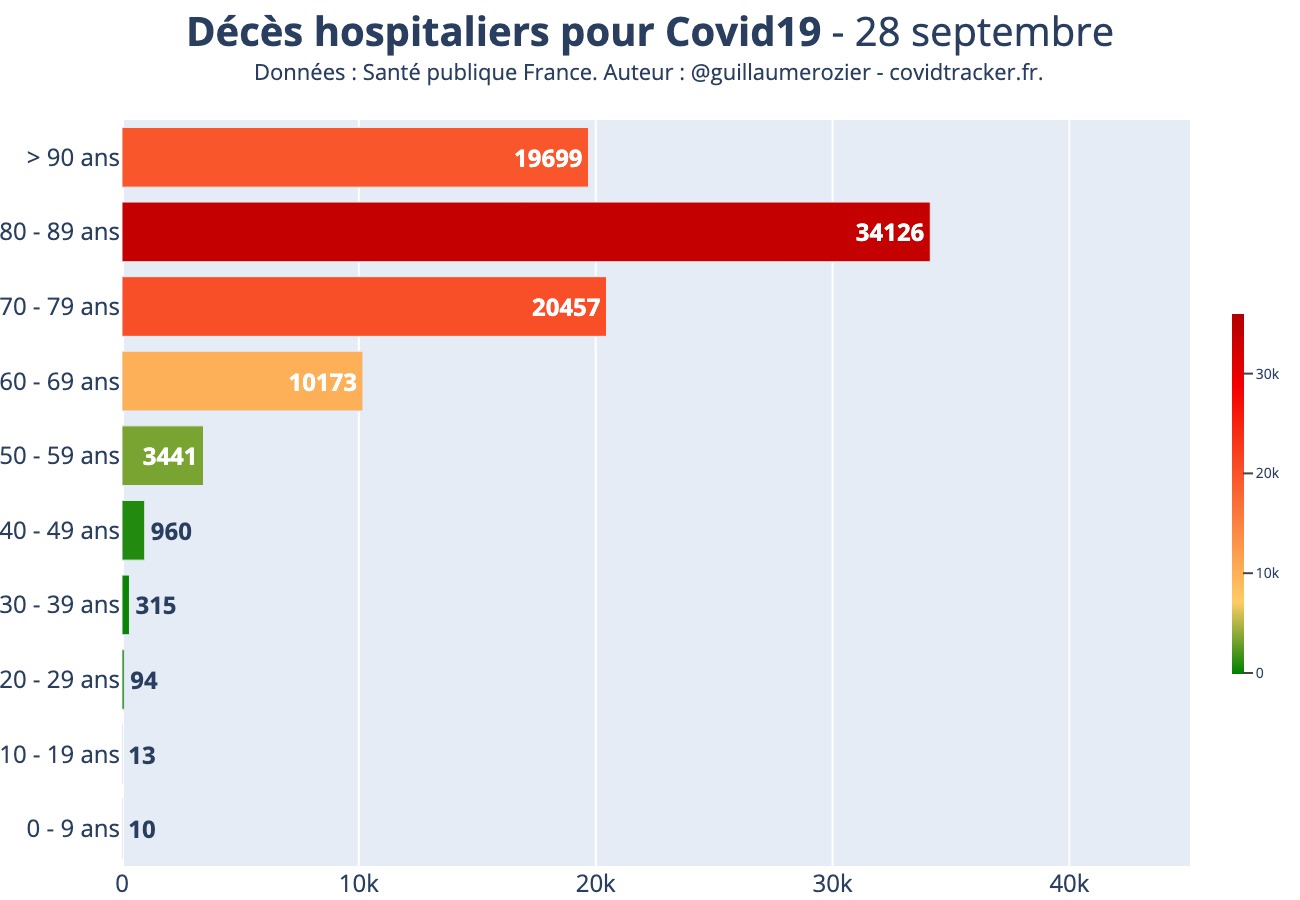 Décès hospitaliers pour Covid19 - 28 septembre
Données : Santé publique France. Auteur : @guillaumerozier - covidtracker.fr.
> 90 ans 19699
80 - 89 ans 34126
70 - 79 ans 20457
60 - 69 ans 10173
50 - 59 ans 3441
40 - 49 ans 960
30 - 39 ans 315
20 - 29 ans 94
10 - 19 ans 13
0 - 9 ans 10
0 10k 20k 30k 40k
30k
20k
10k
0